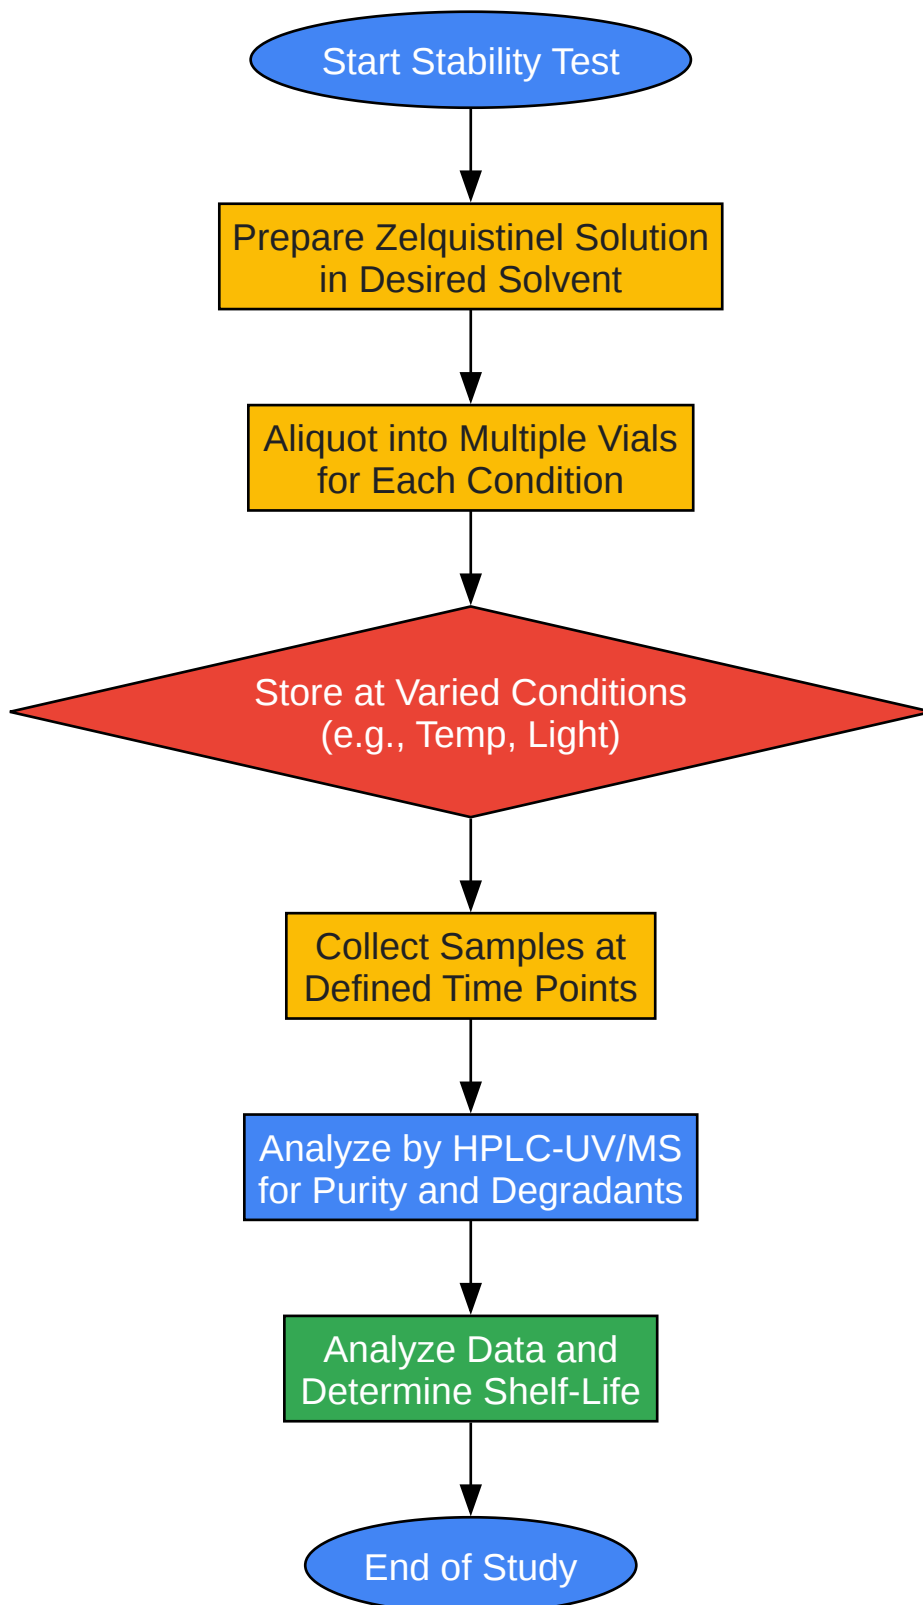 Start Stability Test
Prepare Zelquistinel Solution
in Desired Solvent
Aliquot into Multiple Vials
for Each Condition
Store at Varied Conditions
(e.g., Temp, Light)
Collect Samples at
Defined Time Points
Analyze by HPLC-UV/MS
for Purity and Degradants
Analyze Data and
Determine Shelf-Life
End of Study